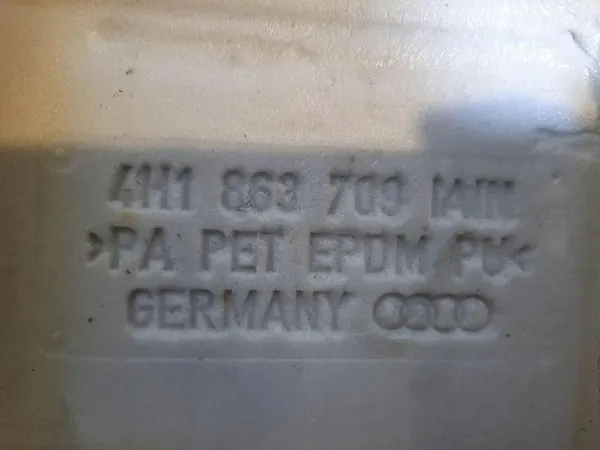 4H1 863 703
>PA PET EPDM PU<
GERMANY